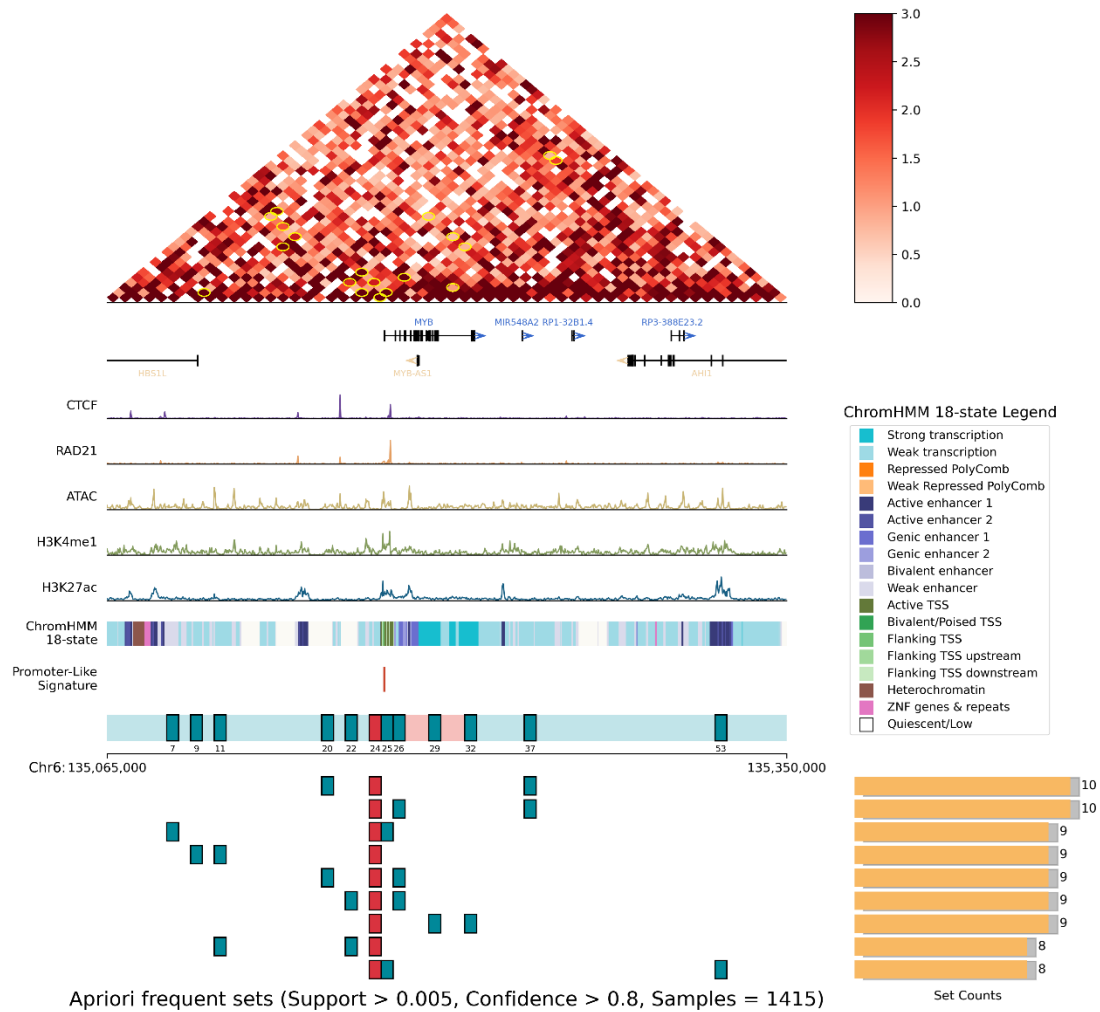 3.0
2.5
2.0
1.5
1.0
0.5
0.0
MYB MIR548A2 RP1-32B1.4 RP3-388E23.2
HBS1L MYB-AS1 AHI1
CTCF
RAD21
ATAC
H3K4me1
H3K27ac
ChromHMM
18-state
Promoter-Like
Signature
ChromHMM 18-state Legend
Strong transcription
Weak transcription
Repressed PolyComb
Weak Repressed PolyComb
Active enhancer 1
Active enhancer 2
Genic enhancer 1
Genic enhancer 2
Bivalent enhancer
Weak enhancer
Active TSS
Bivalent/Poised TSS
Flanking TSS
Flanking TSS upstream
Flanking TSS downstream
Heterochromatin
ZNF genes & repeats
Quiescent/Low
7 9 11 20 22 24 25 26 29 32 37 53
Chr6: 135,065,000 135,350,000
10
10
9
9
9
9
9
8
8
Apriori frequent sets (Support > 0.005, Confidence > 0.8, Samples = 1415)
Set Counts